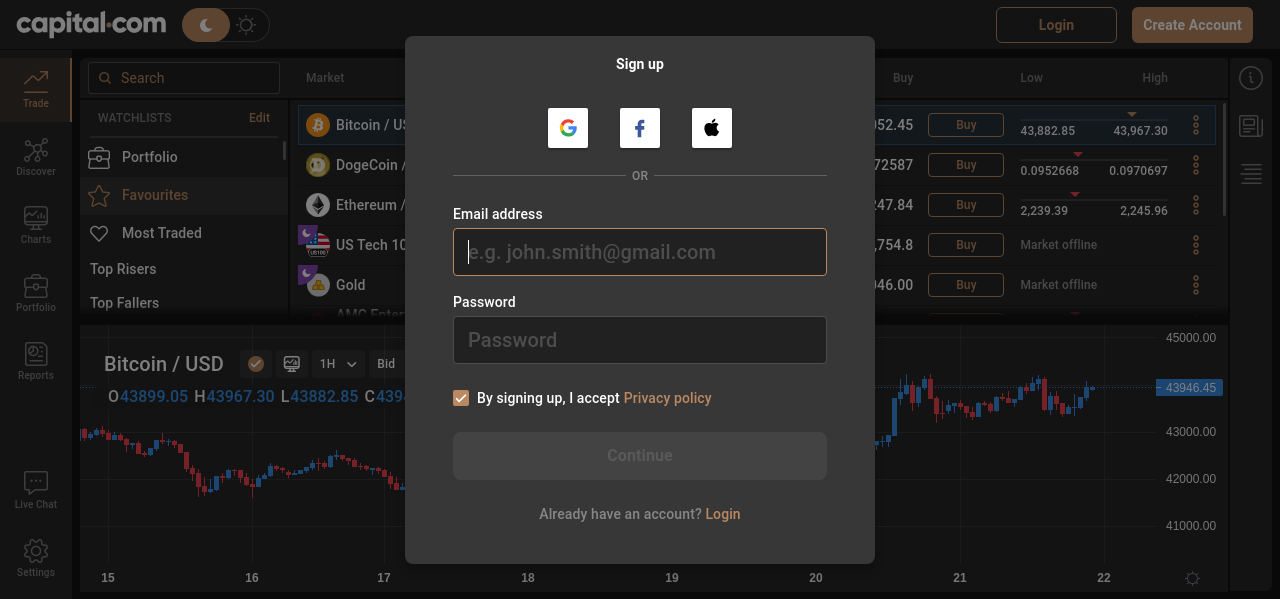 capital.com
Login
Create Account
Trade
Discover
Charts
Portfolio
Reports
Live Chat
Settings
Search
WATCHLISTS Edit
Portfolio
Favourites
Most Traded
Top Risers
Top Fallers
Market Buy Low High
Bitcoin / US 052.45 Buy 43,882.85 43,967.30
DogeCoin / 72587 Buy 0.0952668 0.0970697
Ethereum / 247.84 Buy 2,239.39 2,245.96
US Tech 10 ,754.8 Buy Market offline
Gold 046.00 Buy Market offline
Sign up
OR
Email address
e.g. john.smith@gmail.com
Password
Password
By signing up, I accept Privacy policy
Continue
Already have an account? Login
Bitcoin / USD 1H Bid
O43899.05 H43967.30 L43882.85 C439
45000.00
43946.45
43000.00
42000.00
41000.00
15 16 17 18 19 20 21 22